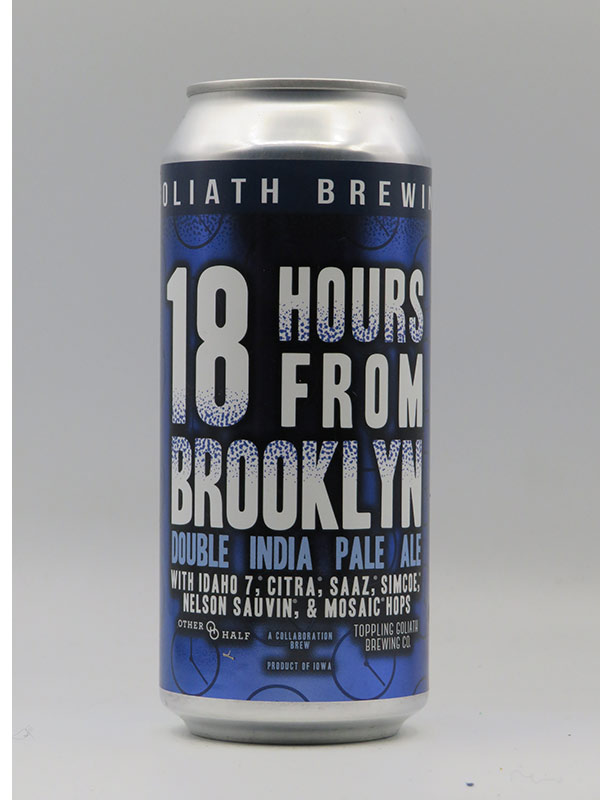 OLIATH BREWIN
18 HOURS
FROM
BROOKLYN
DOUBLE INDIA PALE ALE
WITH IDAHO 7,® CITRA,® SAAZ, SIMCOE,®
NELSON SAUVIN,® & MOSAIC® HOPS
OTHER HALF
A COLLABORATION
BREW
PRODUCT OF IOWA
TOPPLING GOLIATH
BREWING CO.